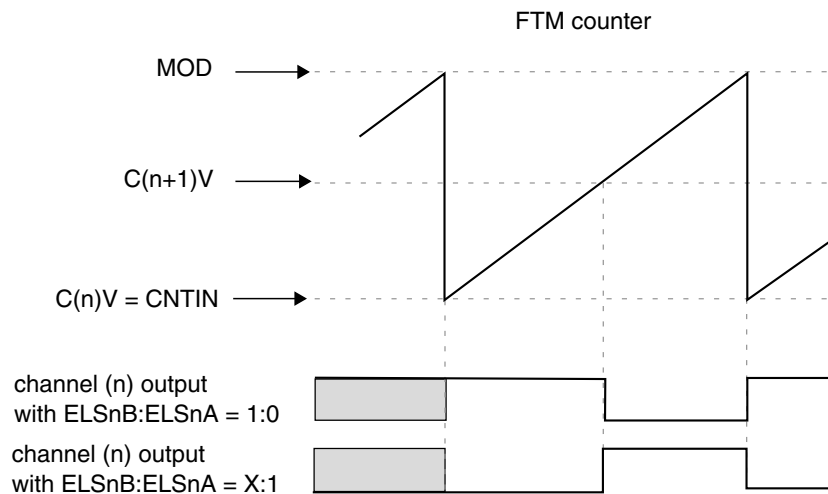 FTM counter
MOD
C(n+1)V
C(n)V = CNTIN
channel (n) output
with ELSnB:ELSnA = 1:0
channel (n) output
with ELSnB:ELSnA = X:1